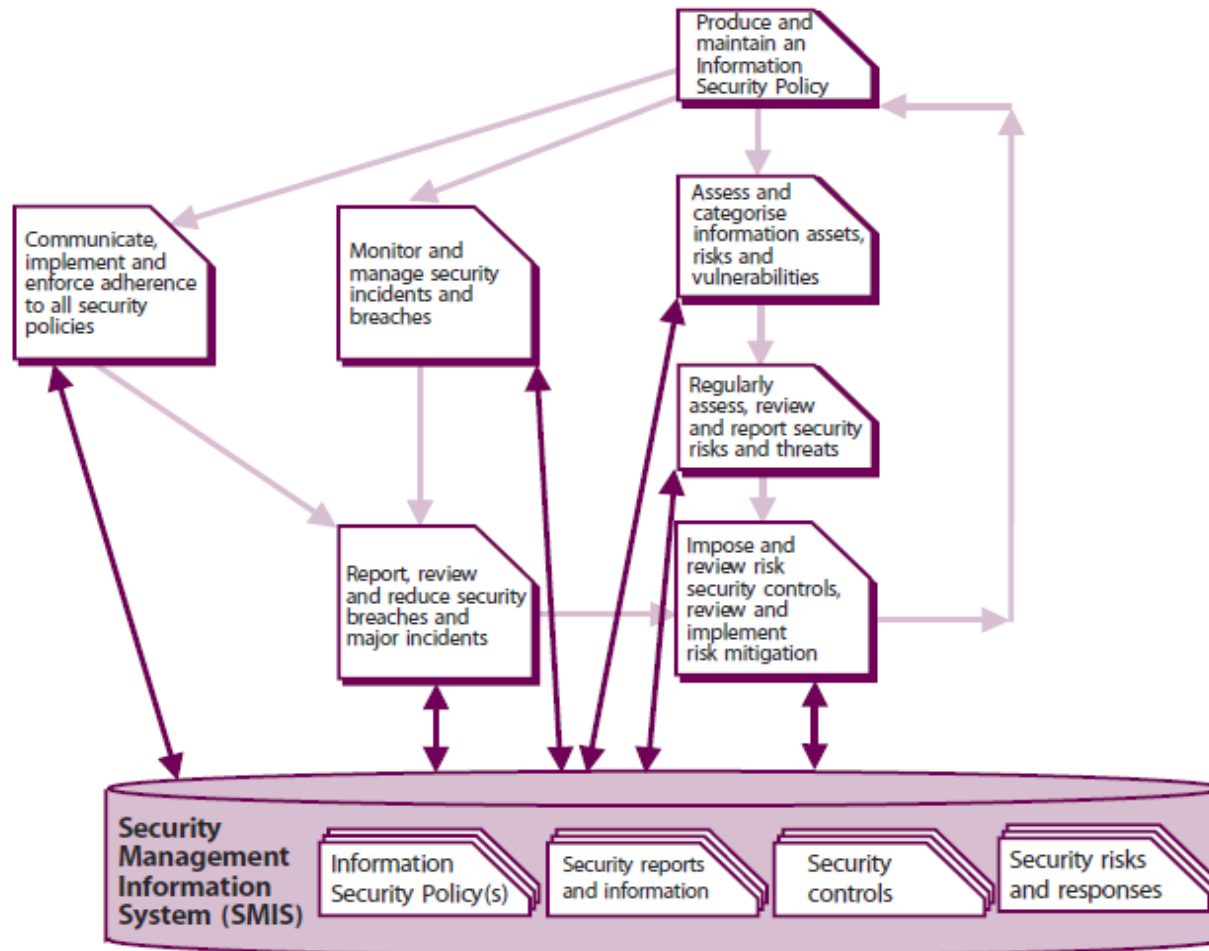 Produce and
maintain an
Information
Security Policy
Communicate,
implement and
enforce adherence
to all security
policies
Monitor and
manage security
incidents and
breaches
Assess and
categorise
information assets,
risks and
vulnerabilities
Regularly
assess, review
and report security
risks and threats
Report, review
and reduce security
breaches and
major incidents
Impose and
review risk
security controls,
review and
implement
risk mitigation
Security
Management
Information
System (SMIS)
Information
Security Policy(s)
Security reports
and information
Security
controls
Security risks
and responses